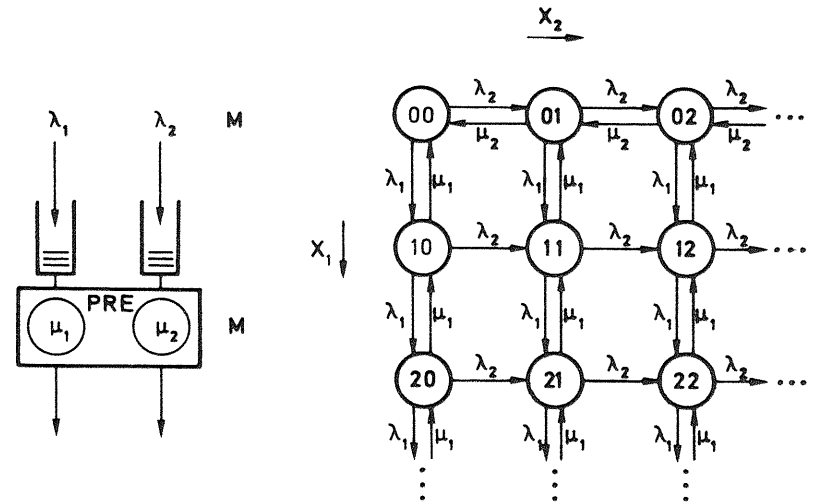 X₂
λ₁ λ₂ M
PRE
μ₁ μ₂ M
00 λ₂ 01 λ₂ 02 λ₂ ...
μ₂ μ₂ μ₂
λ₁ μ₁ λ₁ μ₁ λ₁ μ₁
X₁
10 λ₂ 11 λ₂ 12 λ₂ ...
λ₁ μ₁ λ₁ μ₁ λ₁ μ₁
20 λ₂ 21 λ₂ 22 λ₂ ...
λ₁ μ₁ λ₁ μ₁ λ₁ μ₁